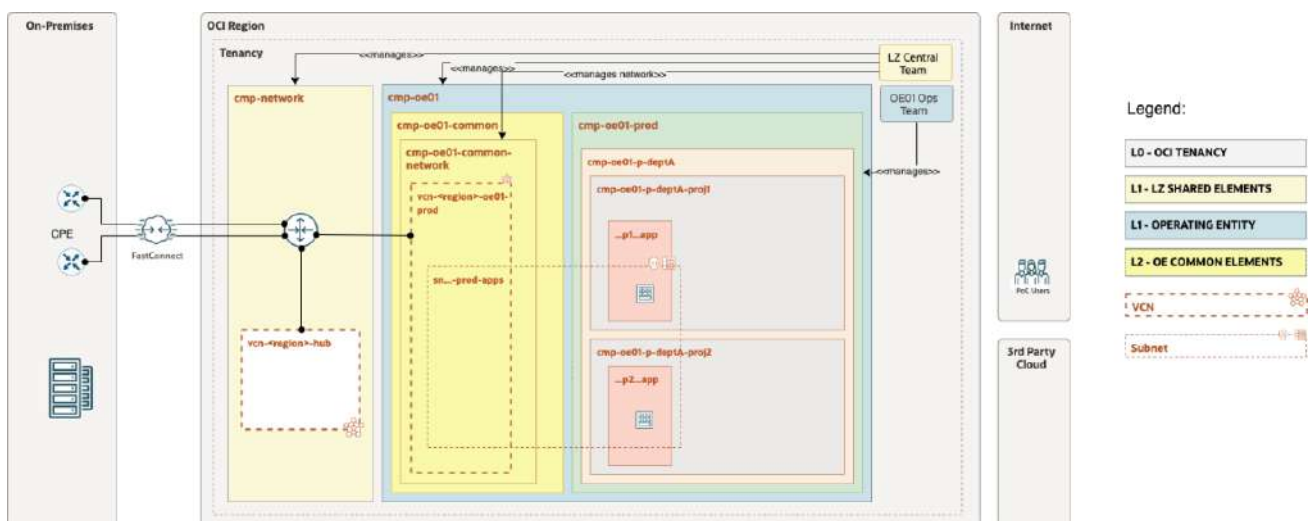 On-Premises
OCI Region
Internet
Tenancy
<<manages>>
LZ Central
Team
<<manages>>
<<manages network>>
cmp-network
cmp-oe01
OE01 Ops
Team
cmp-oe01-common
cmp-oe01-prod
cmp-oe01-common-
network
cmp-oe01-p-deptA
<<manages>>
cmp-oe01-p-deptA-proj1
vcn-<region>-oe01-
prod
CPE
FastConnect
...p1...app
sn...-prod-apps
PoC Users
vcn-<region>-hub
cmp-oe01-p-deptA-proj2
...p2...app
3rd Party
Cloud
Legend:
L0 - OCI TENANCY
L1 - LZ SHARED ELEMENTS
L1 - OPERATING ENTITY
L2 - OE COMMON ELEMENTS
VCN
Subnet